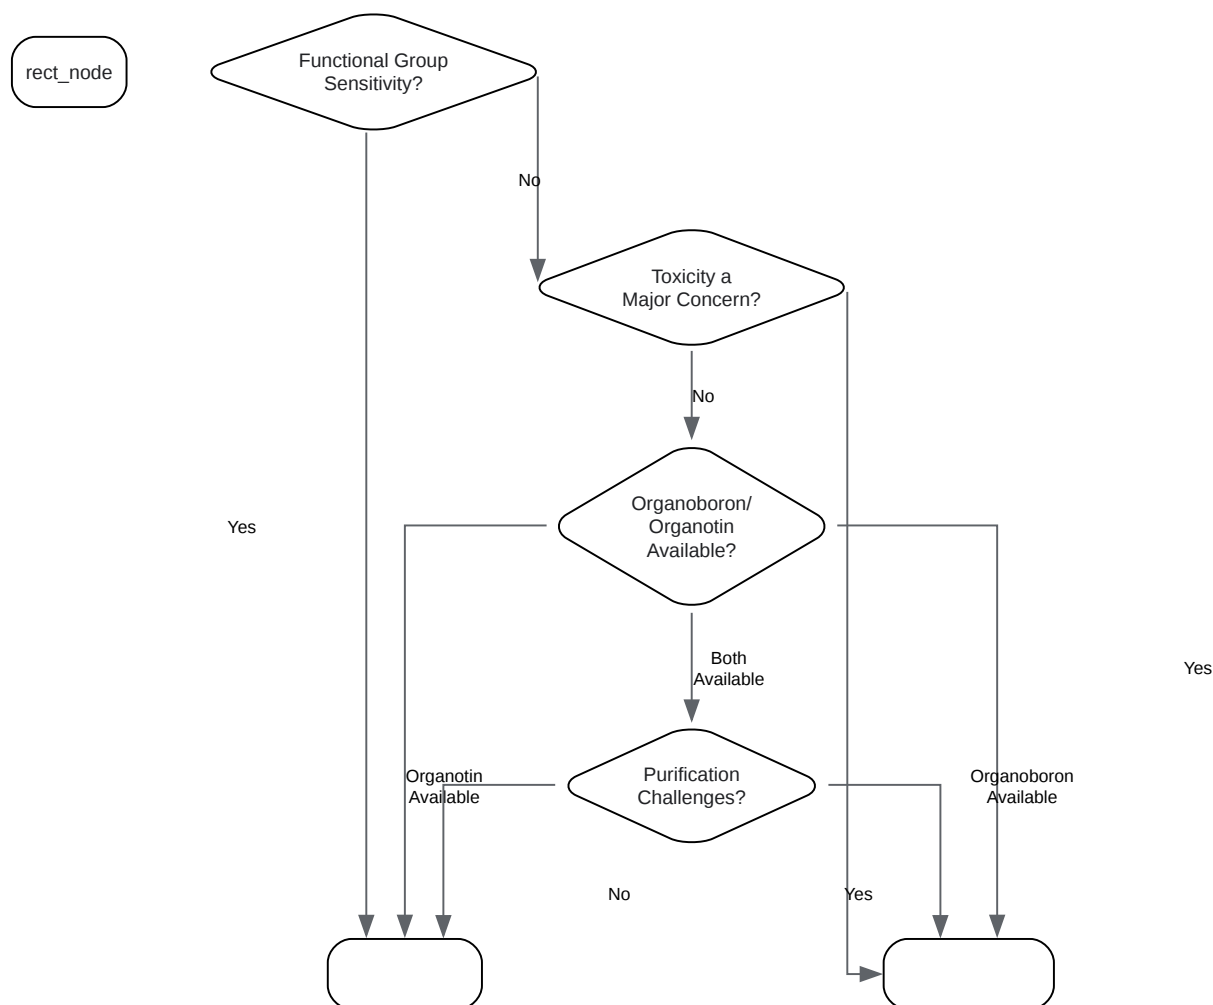 rect_node
Functional Group
Sensitivity?
No
Toxicity a
Major Concern?
No
Organoboron/
Organotin
Available?
Yes
Both
Available
Yes
Organotin
Available
Purification
Challenges?
Organoboron
Available
No
Yes